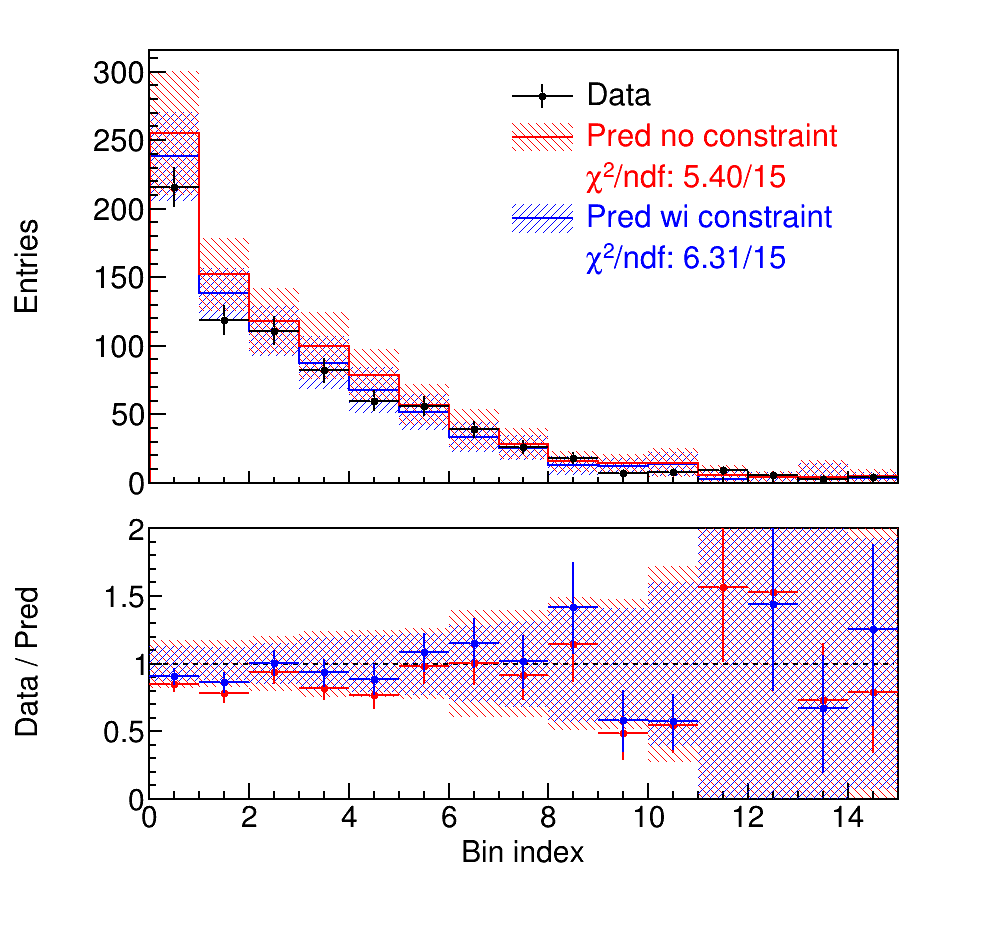 300
250
200
150
100
50
0
Entries
Data
Pred no constraint
χ²/ndf: 5.40/15
Pred wi constraint
χ²/ndf: 6.31/15
2
1.5
1
0.5
0
Data / Pred
0 2 4 6 8 10 12 14
Bin index